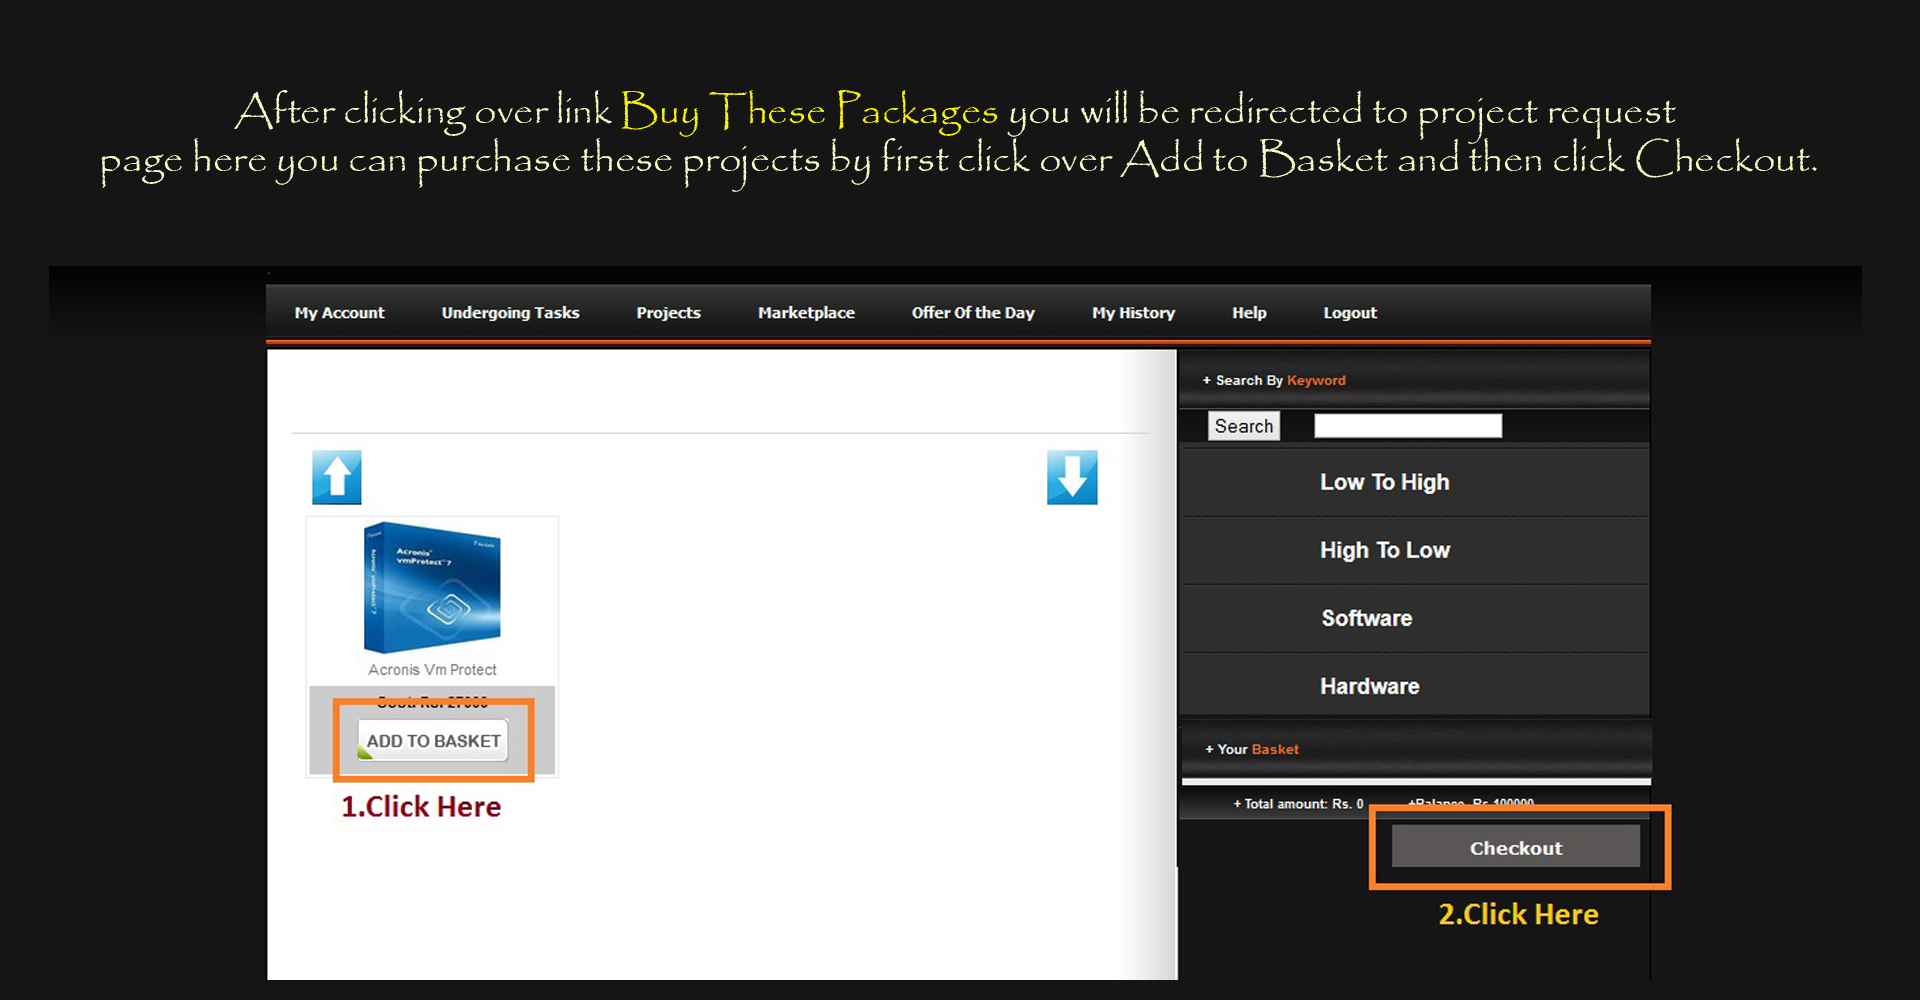 After clicking over link Buy These Packages you will be redirected to project request
page here you can purchase these projects by first click over Add to Basket and then click Checkout.
My Account Undergoing Tasks Projects Marketplace Offer Of the Day My History Help Logout
+ Search By Keyword
Search
Low To High
High To Low
Software
Hardware
Acronis
vmProtect 7
Acronis Vm Protect
ADD TO BASKET
1.Click Here
+ Your Basket
+ Total amount: Rs. 0 +Balance Rs 100000
Checkout
2.Click Here